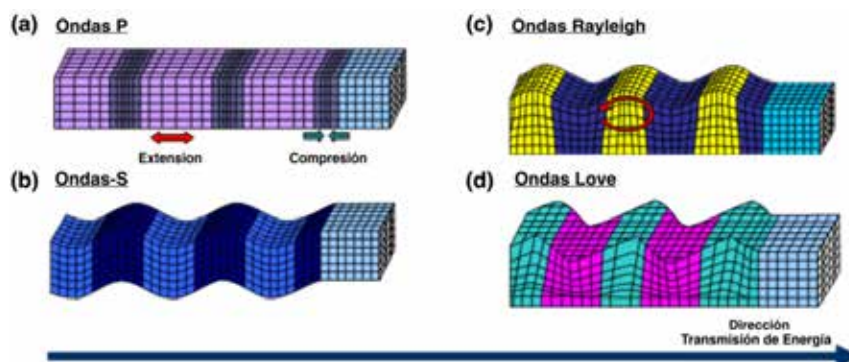 (a) Ondas P
Extension
Compresión
(b) Ondas-S
(c) Ondas Rayleigh
(d) Ondas Love
Dirección
Transmisión de Energía